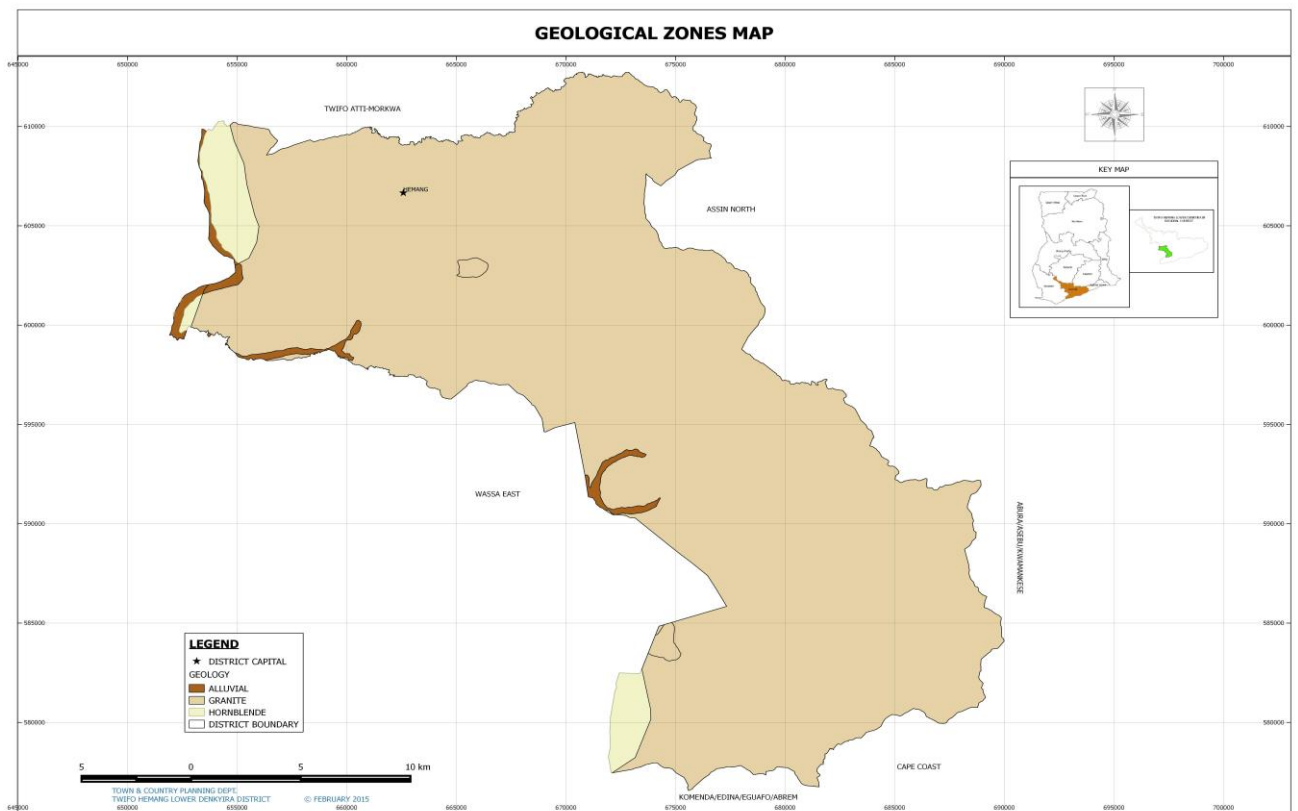 GEOLOGICAL ZONES MAP
645000 650000 655000 660000 665000 670000 675000 680000 685000 690000 695000 700000
TWIFO ATTI-MORKWA
610000 610000
KEY MAP
HEMANG
ASSIN NORTH
605000 605000
600000 600000
595000 595000
WASSA EAST
590000 590000
ABURA/ASEBU/KWAMANKESE
585000 585000
LEGEND
DISTRICT CAPITAL
GEOLOGY
ALLUVIAL
GRANITE
HORNBLENDE
DISTRICT BOUNDARY
580000 580000
CAPE COAST
5 0 5 10 km
TOWN & COUNTRY PLANNING DEPT.
TWIFO HEMANG LOWER DENKYIRA DISTRICT © FEBRUARY 2015
KOMENDA/EDINA/EGUAFO/ABREM
645000 650000 655000 660000 665000 670000 675000 680000 685000 690000 695000 700000